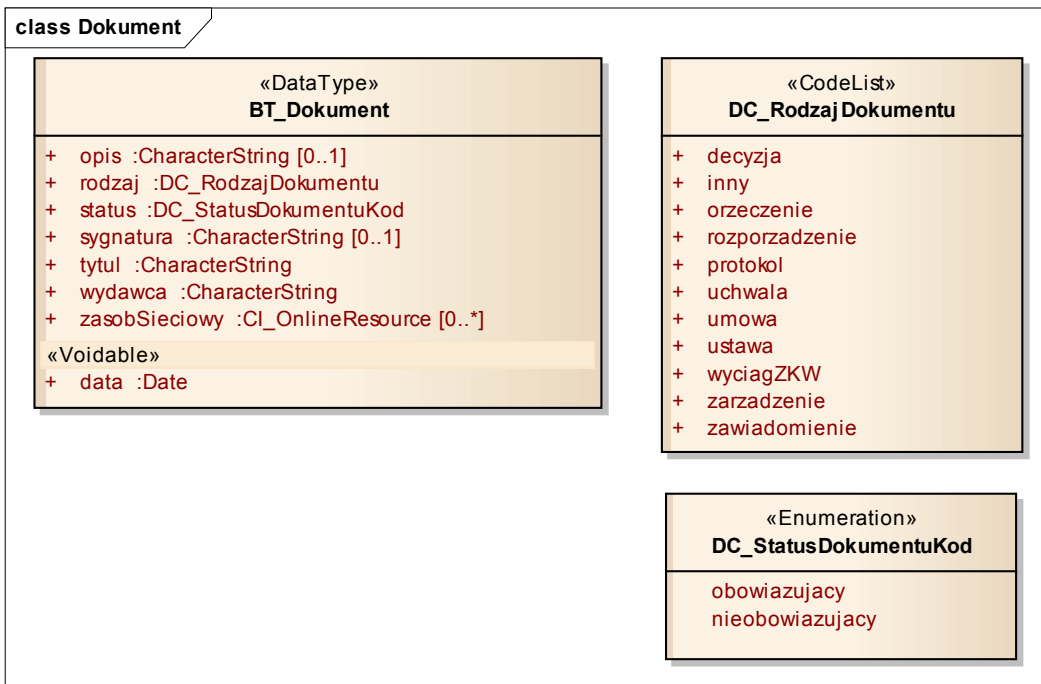 class Dokument
«DataType»
BT_Dokument
+ opis :CharacterString [0..1]
+ rodzaj :DC_RodzajDokumentu
+ status :DC_StatusDokumentuKod
+ sygnatura :CharacterString [0..1]
+ tytul :CharacterString
+ wydawca :CharacterString
+ zasobSieciowy :CI_OnlineResource [0..*]
«Voidable»
+ data :Date
«CodeList»
DC_RodzajDokumentu
+ decyzja
+ inny
+ orzeczenie
+ rozporzadzenie
+ protokol
+ uchwala
+ umowa
+ ustawa
+ wyciagZKW
+ zarzadzenie
+ zawiadomienie
«Enumeration»
DC_StatusDokumentuKod
obowiazujacy
nieobowiazujacy